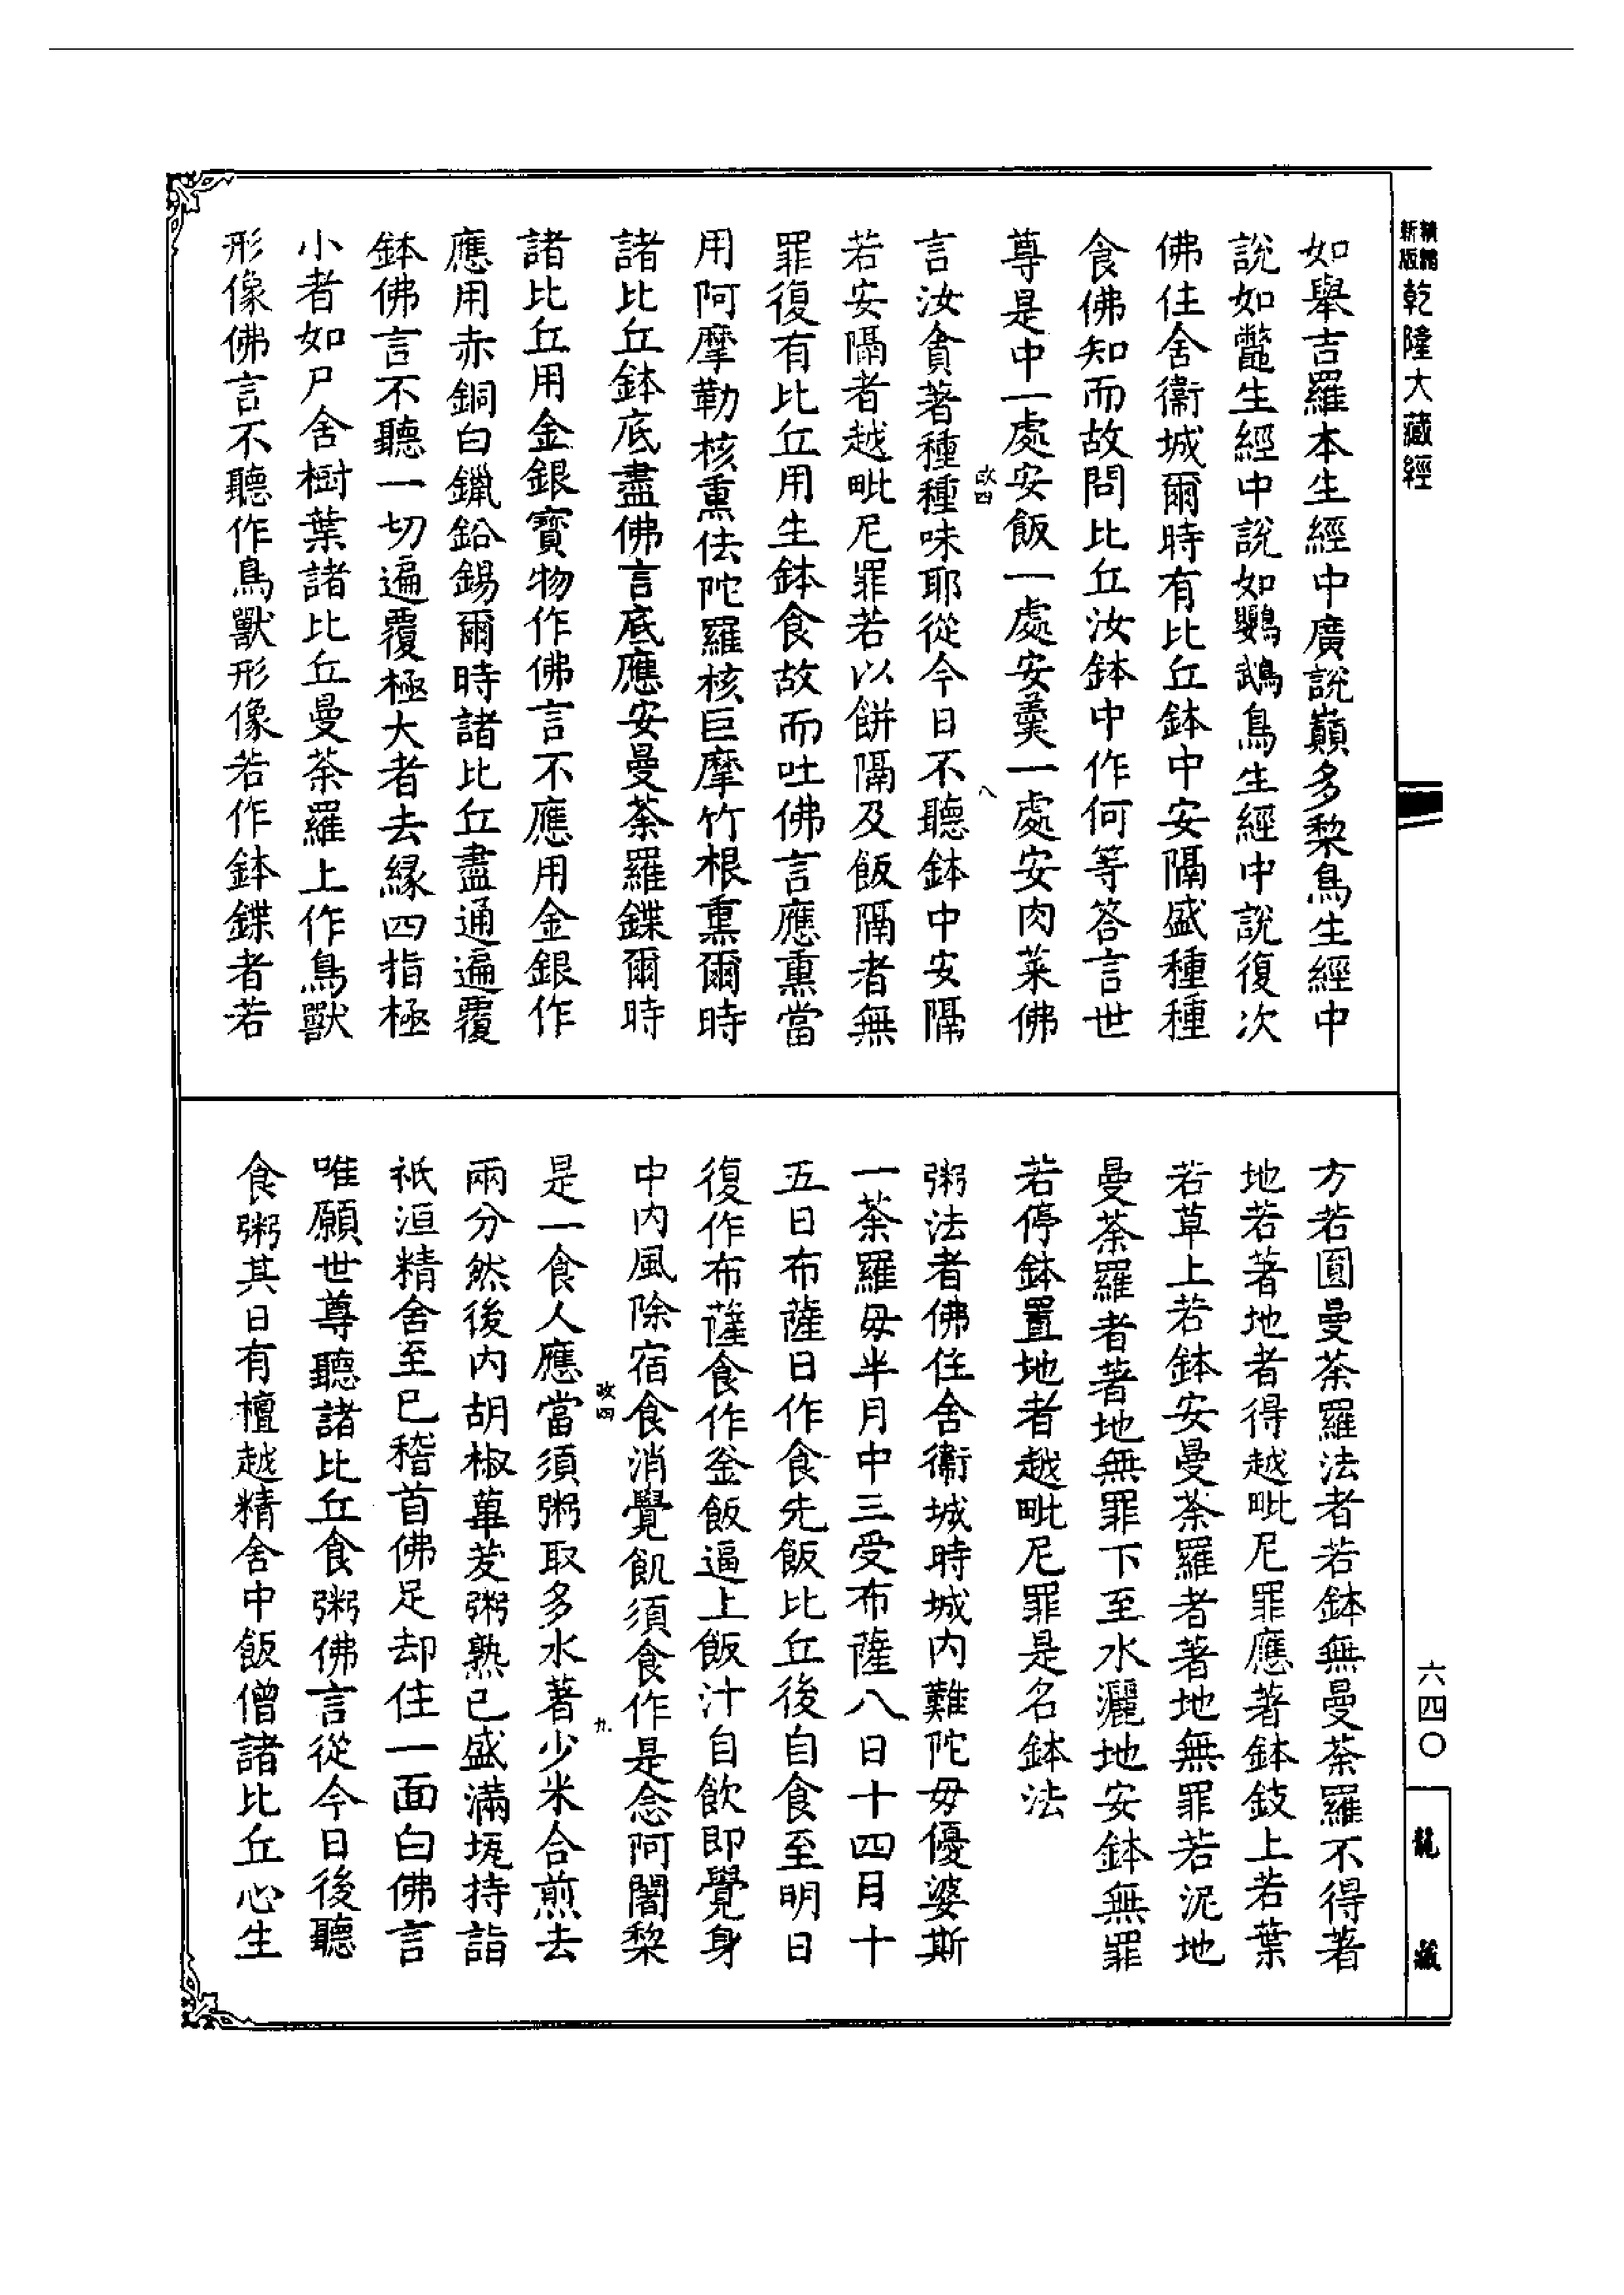 新版
精縮
乾隆大藏經
如舉吉羅本生經中廣說巔多棃鳥生經中
說如鼈生經中說如鸚鵡鳥生經中說復次
佛住舍衞城爾時有比丘鉢中安隔盛種種
食佛知而故問比丘汝鉢中作何等荅言世
尊是中一處安飯一處安羹一處安肉菜佛
攺四
八
言汝貪著種種味耶從今日不聽鉢中安隔
若安隔者越毗尼罪若以餅隔及飯隔者無
罪復有比丘用生鉢食故而吐佛言應熏當
用阿摩勒核熏佉陀羅核巨摩竹根熏爾時
諸比丘鉢底盡佛言底應安曼荼羅鍱爾時
諸比丘用金銀寶物作佛言不應用金銀作
應用赤銅白鑞鉛錫爾時諸比丘盡通遍覆
鉢佛言不聽一切遍覆極大者去緣四指極
小者如尸舍樹葉諸比丘曼荼羅上作鳥獸
形像佛言不聽作鳥獸形像若作鉢鍱者若
方若圓曼荼羅法者若鉢無曼荼羅不得著
地若著地者得越毗尼罪應著鉢鈘上若葉
若草上若鉢安曼荼羅者著地無罪若泥地
曼荼羅者著地無罪下至水灑地安鉢無罪
若停鉢置地者越毗尼罪是名鉢法
粥法者佛住舍衞城時城內難陀毋優婆斯
一荼羅毋半月中三受布薩八日十四月十
五日布薩日作食先飯比丘後自食至明日
復作布薩食作釜飯逼上飯汁自飲即覺身
中內風除宿食消覺飢須食作是念阿闍棃
攺四
九
是一食人應當須粥取多水著少米合煎去
兩分然後內胡椒蓽茇粥熟已盛滿㼜持詣
祇洹精舍至已稽首佛足却住一面白佛言
唯願世尊聽諸比丘食粥佛言從今日後聽
食粥其日有檀越精舍中飯僧諸比丘心生
六四〇
龍藏